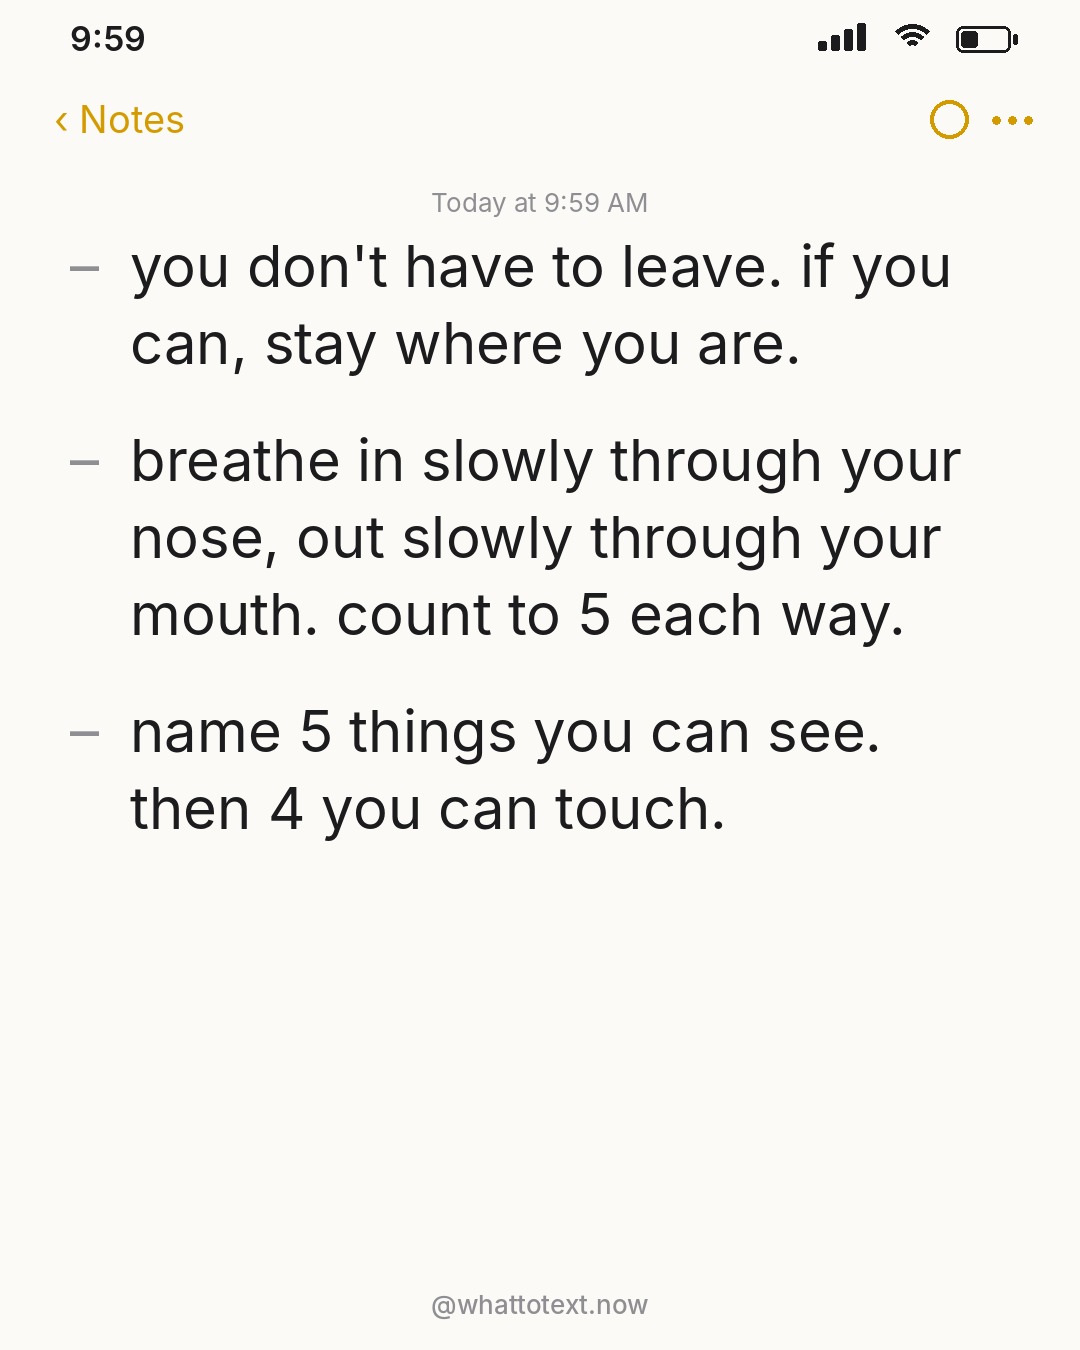 9:59
‹ Notes
Today at 9:59 AM
– you don't have to leave. if you
can, stay where you are.
– breathe in slowly through your
nose, out slowly through your
mouth. count to 5 each way.
– name 5 things you can see.
then 4 you can touch.
@whattotext.now